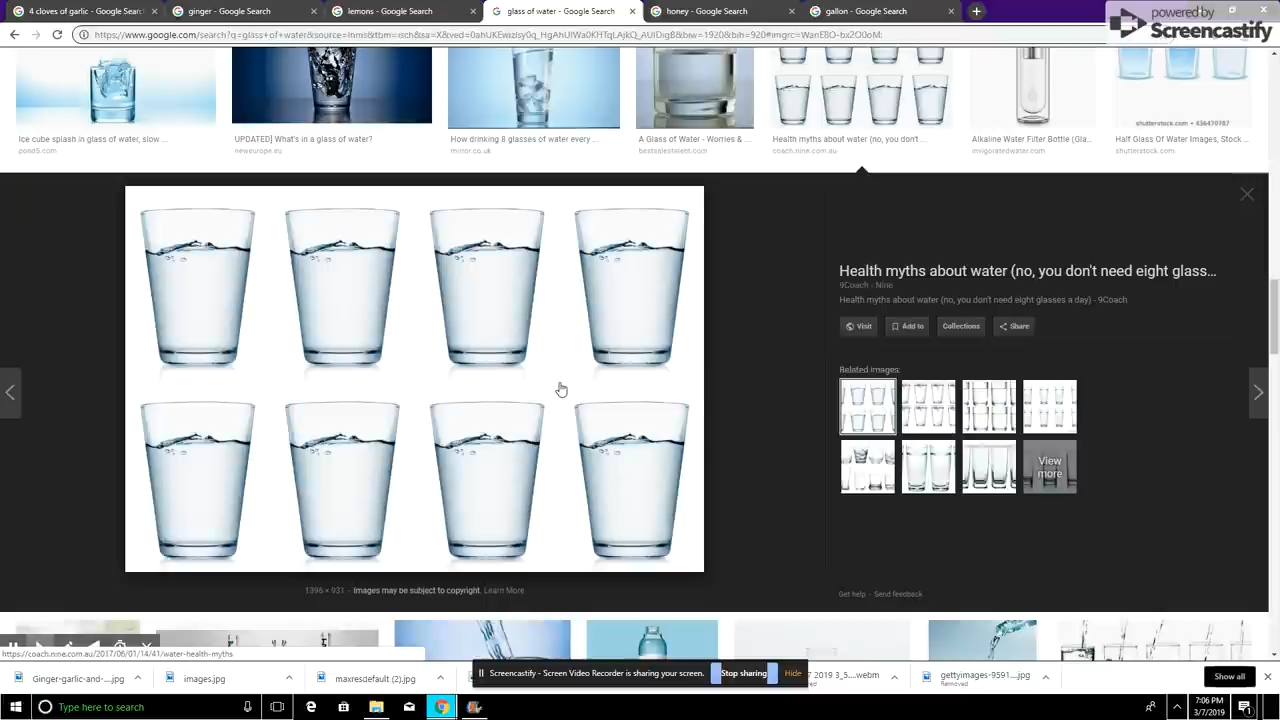 4 cloves of garlic - Google Sear
ginger - Google Search
lemons - Google Search
glass of water - Google Search
honey - Google Search
gallon - Google Search
powered by
Screencastify
Ice cube splash in glass of water, slow ...
pond5.com
UPDATED] What's in a glass of water?
neweurope.eu
How drinking 8 glasses of water every ...
mirror.co.uk
A Glass of Water - Worries & ...
Health myths about water (no, you don't ...
coach.nine.com.au
Alkaline Water Filter Bottle (Gla...
invigoratedwater.com
shutterstock.com • 436470787
Half Glass Of Water Images, Stock ...
shutterstock.com
Health myths about water (no, you don't need eight glass...
9Coach - Nine
Health myths about water (no, you don't need eight glasses a day) - 9Coach
Visit
Add to
Collections
Share
Related images:
View
more
1396 × 931 - Images may be subject to copyright. Learn More
Get help - Send feedback
https://coach.nine.com.au/2017/06/01/14/41/water-health-myths
Ginger-garlic-and-....jpg
images.jpg
maxresdefault (2).jpg
Screencastify - Screen Video Recorder is sharing your screen.
Stop sharing
Hide
7 2019 3_5....webm
gettyimages-9591....jpg
Removed
Show all
Type here to search
7:06 PM
3/7/2019